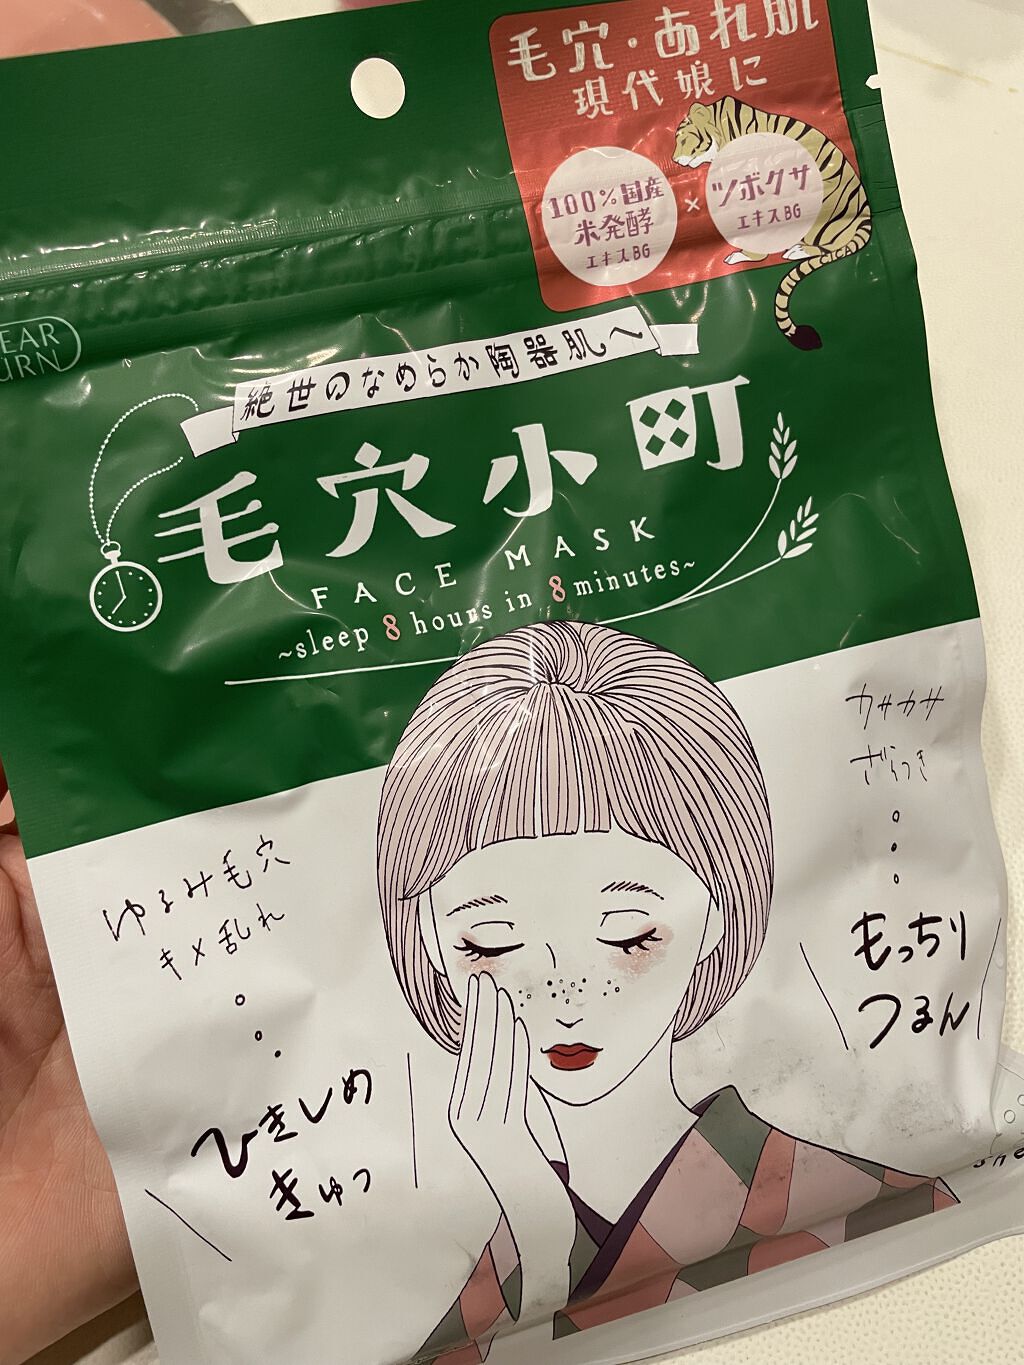 毛穴・あれ肌
現代娘に
100%国産
米発酵
エキスBG
×
ツボクサ
エキスBG
CICA
絶世のなめらか陶器肌へ
毛穴小町
FACE MASK
~sleep 8 hours in 8 minutes~
カサカサ
ざらつき
もっちり
つるん
ゆるみ毛穴
キメ乱れ
ひきしめ
きゅっ